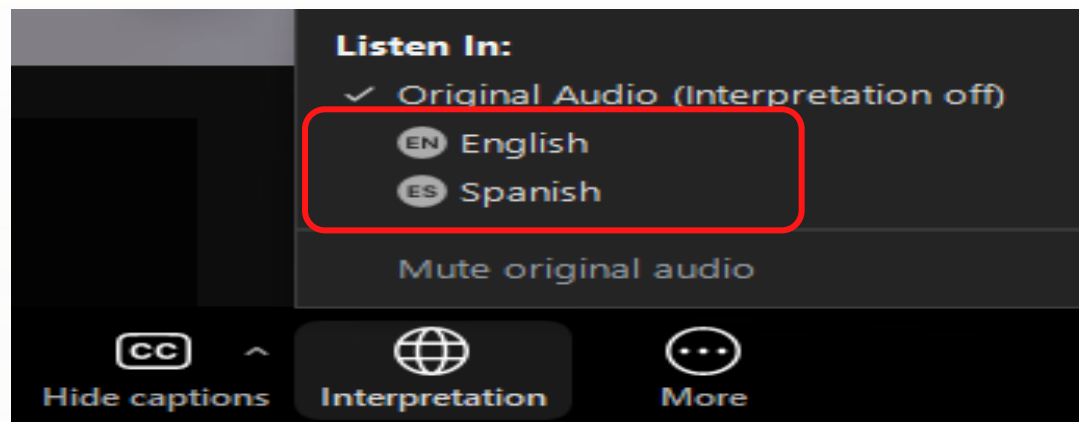 Listen In:
✓ Original Audio (Interpretation off)
EN English
ES Spanish
Mute original audio
CC
Hide captions
Interpretation
More